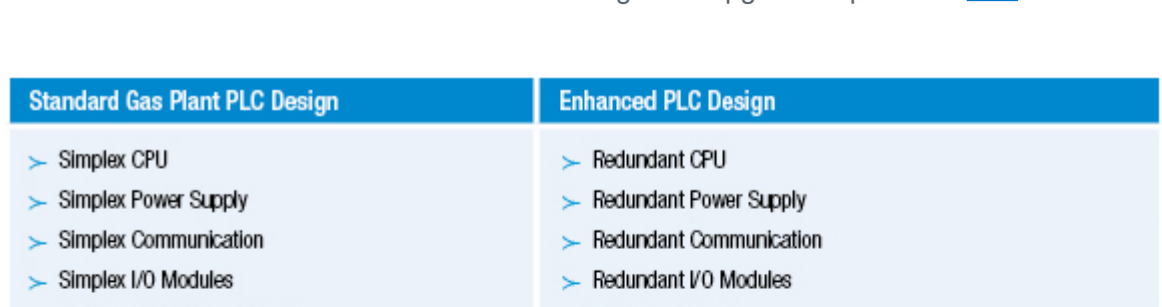 Standard Gas Plant PLC Design
Enhanced PLC Design
Simplex CPU
Redundant CPU
Simplex Power Supply
Redundant Power Supply
Simplex Communication
Redundant Communication
Simplex I/O Modules
Redundant I/O Modules